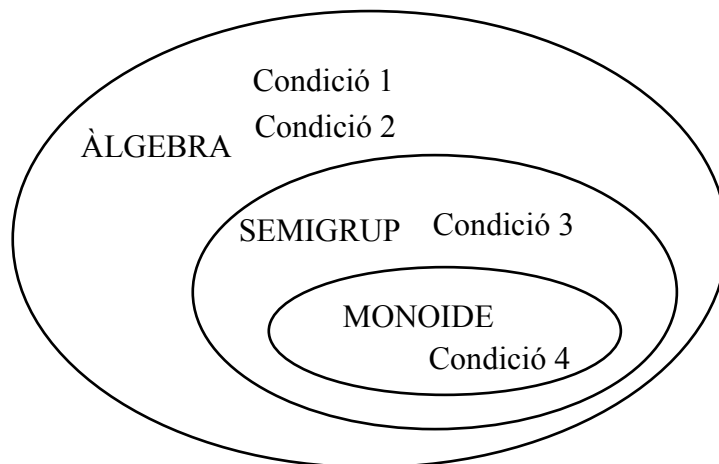 Condició 1
Condició 2
ÀLGEBRA
SEMIGRUP Condició 3
MONOIDE
Condició 4